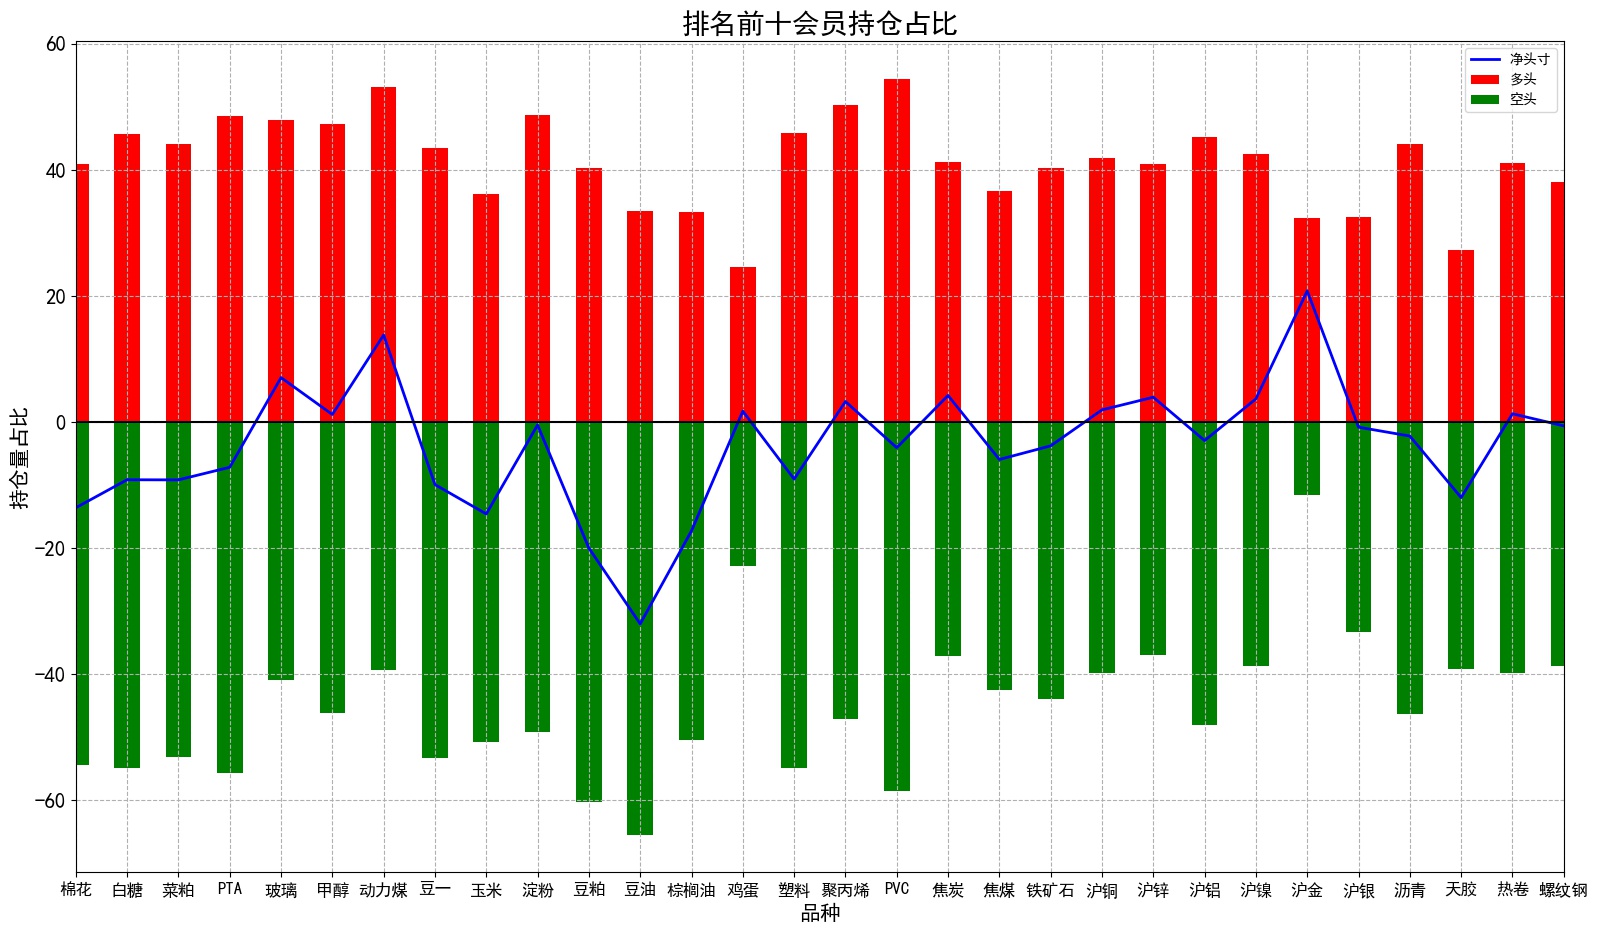 排名前十会员持仓占比
净头寸
多头
空头
60
40
20
0
−20
−40
−60
持仓量占比
棉花 白糖 菜粕 PTA 玻璃 甲醇 动力煤 豆一 玉米 淀粉 豆粕 豆油 棕榈油 鸡蛋 塑料 聚丙烯 PVC 焦炭 焦煤 铁矿石 沪铜 沪锌 沪铝 沪镍 沪金 沪银 沥青 天胶 热卷 螺纹钢
品种